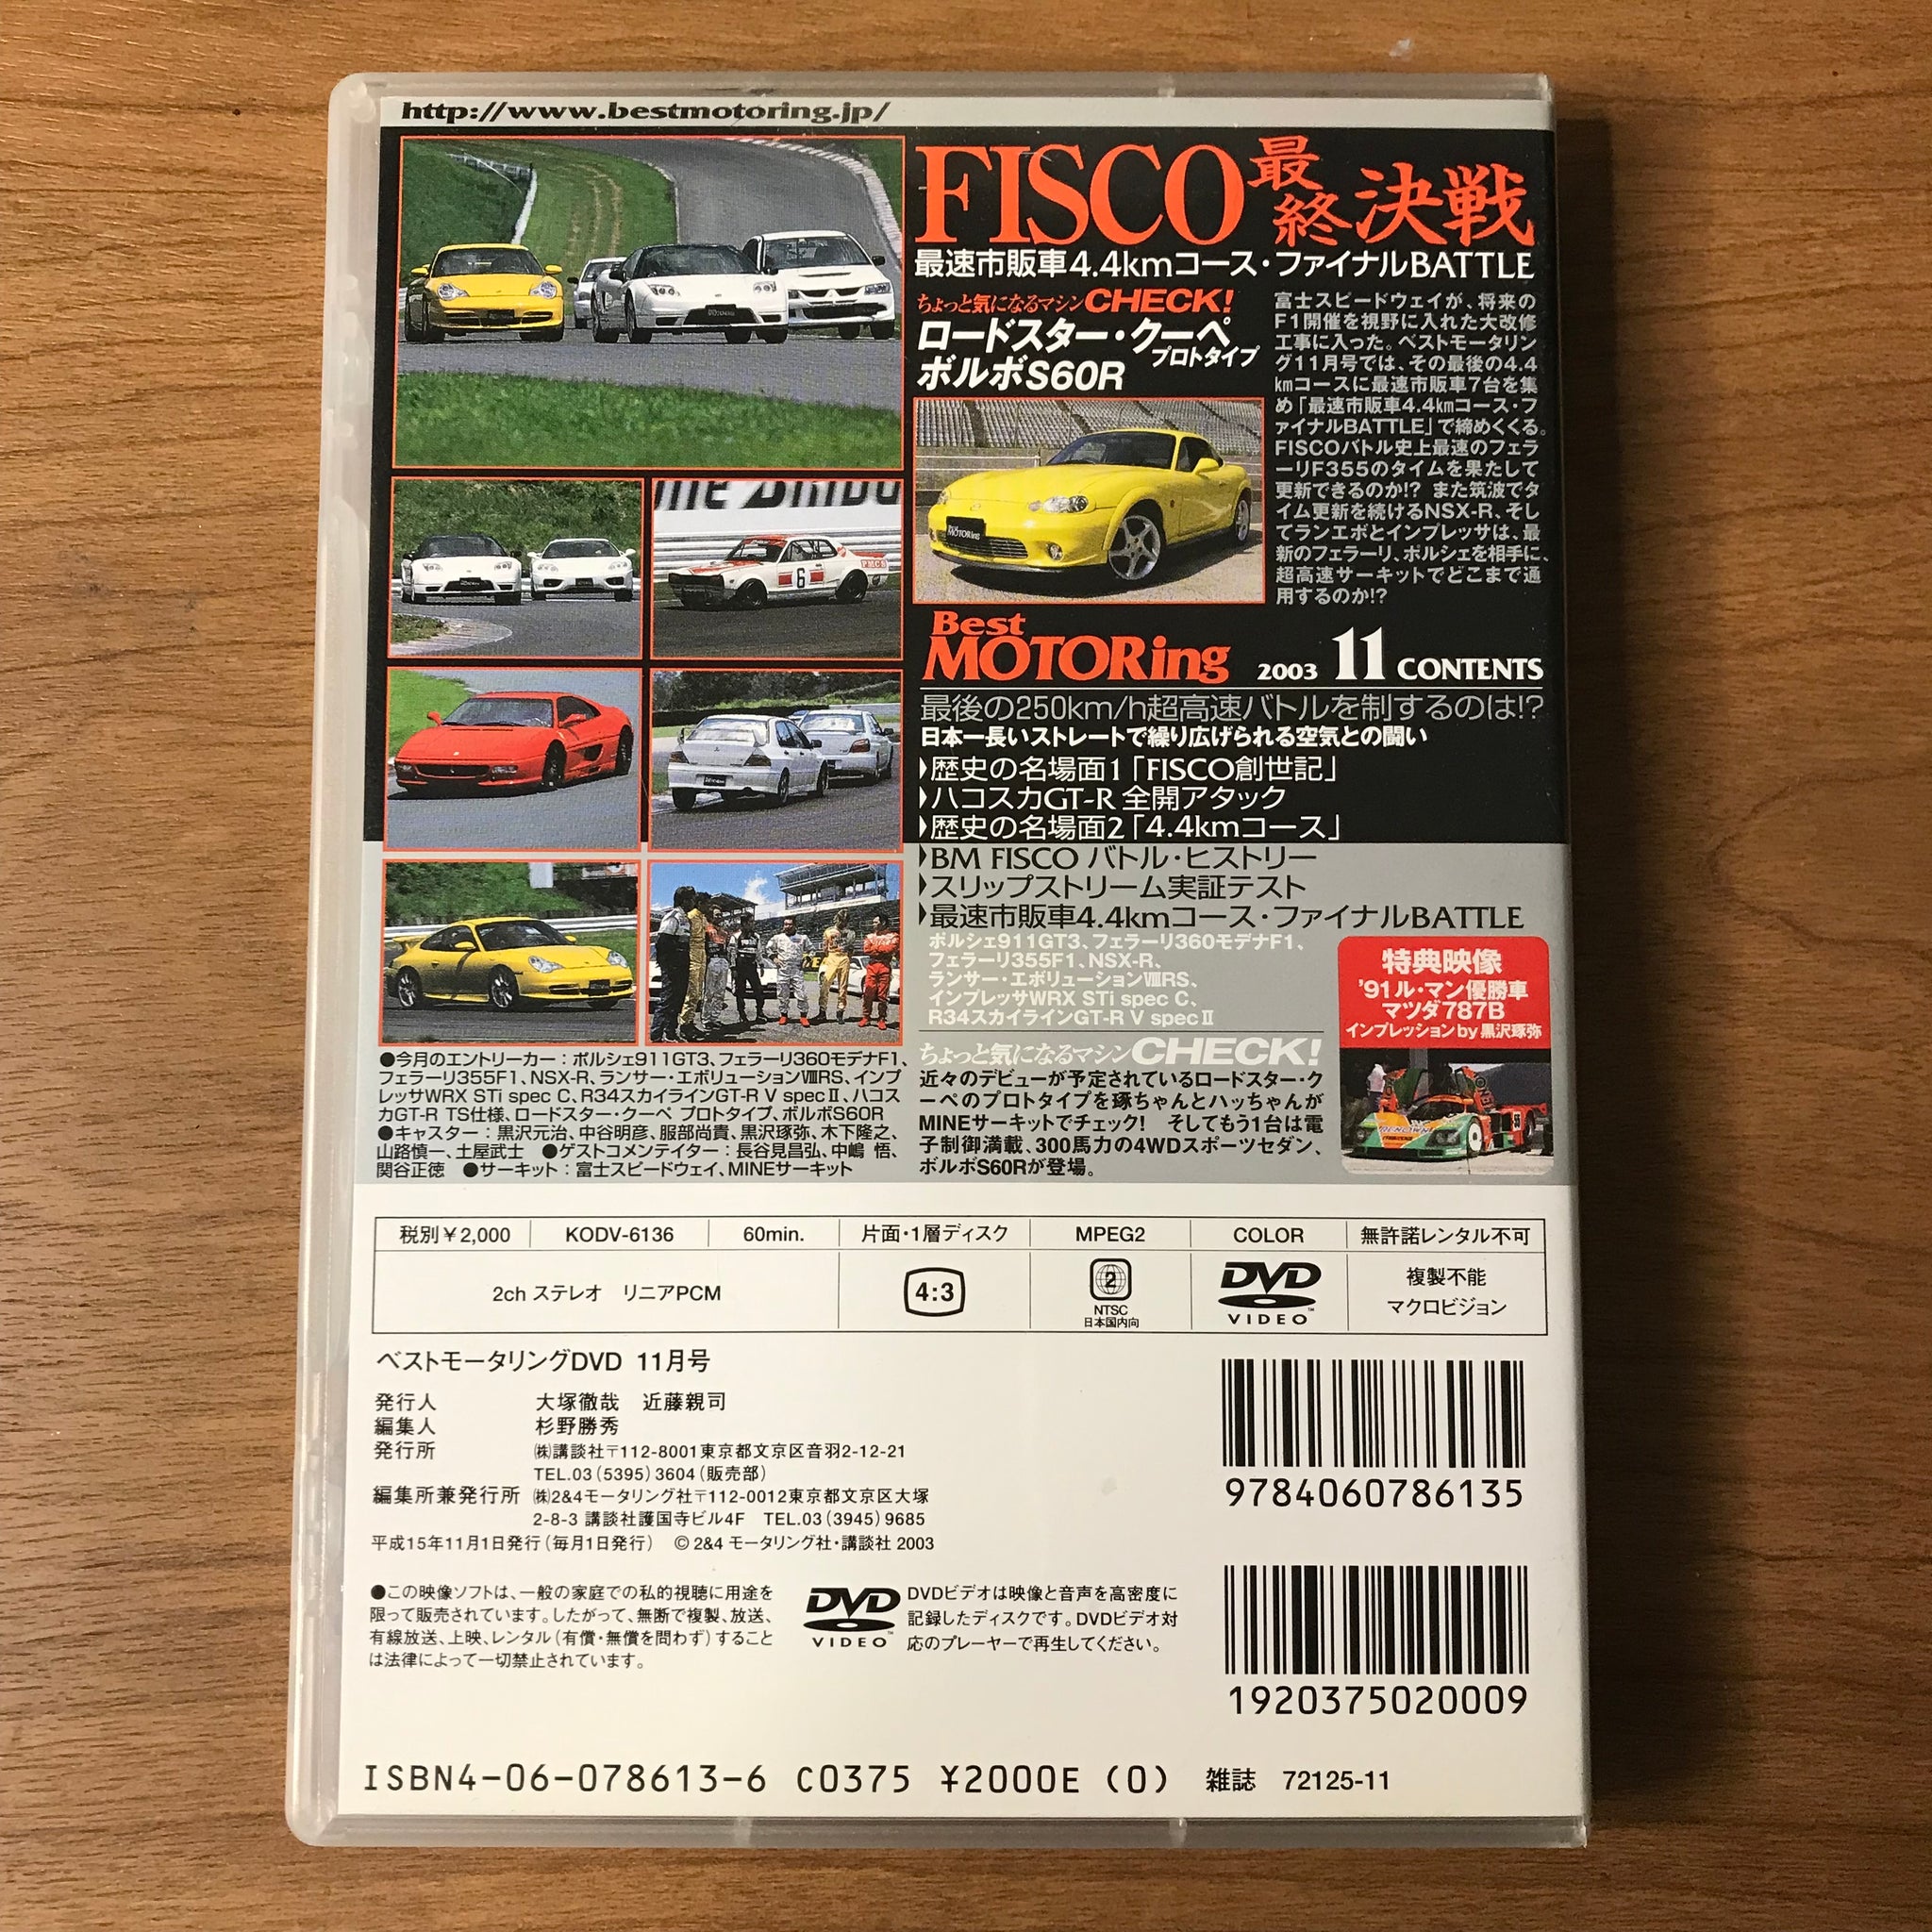 http://www.bestmotoring.jp/
FISCO最終決戦
最速市販車4.4kmコース・ファイナルBATTLE
ちょっと気になるマシンCHECK!
ロードスター・クーペ
プロトタイプ
ボルボS60R
富士スピードウェイが、将来の
F1開催を視野に入れた大改修
工事に入った。ベストモータリン
グ11月号では、その最後の4.4
kmコースに最速市販車7台を集
め「最速市販車4.4kmコース・フ
ァイナルBATTLE」で締めくくる。
FISCOバトル史上最速のフェラ
ーリF355のタイムを果たして
更新できるのか!? また筑波でタ
イム更新を続けるNSX-R、そし
てランエボとインプレッサは、最
新のフェラーリ、ポルシェを相手に、
超高速サーキットでどこまで通
用するのか!?
6
Best
MOTORing 2003 11 CONTENTS
最後の250km/h超高速バトルを制するのは!?
日本一長いストレートで繰り広げられる空気との闘い
歴史の名場面1「FISCO創世記」
ハコスカGT-R 全開アタック
歴史の名場面2「4.4kmコース」
BM FISCO バトル・ヒストリー
スリップストリーム実証テスト
最速市販車4.4kmコース・ファイナルBATTLE
ポルシェ911GT3、フェラーリ360モデナF1、
フェラーリ355F1、NSX-R、
ランサー・エボリューションⅧRS、
インプレッサWRX STi spec C、
R34スカイラインGT-R V specⅡ
特典映像
'91ル・マン優勝車
マツダ787B
インプレッションby黒沢琢弥
ちょっと気になるマシンCHECK!
近々のデビューが予定されているロードスター・ク
ーペのプロトタイプを琢ちゃんとハッちゃんが
MINEサーキットでチェック! そしてもう1台は電
子制御満載、300馬力の4WDスポーツセダン、
ボルボS60Rが登場。
●今月のエントリーカー：ポルシェ911GT3、フェラーリ360モデナF1、
フェラーリ355F1、NSX-R、ランサー・エボリューションⅧRS、インプ
レッサWRX STi spec C、R34スカイラインGT-R V specⅡ、ハコス
カGT-R TS仕様、ロードスター・クーペ プロトタイプ、ボルボS60R
●キャスター：黒沢元治、中谷明彦、服部尚貴、黒沢琢弥、木下隆之、
山路慎一、土屋武士 ●ゲストコメンテイター：長谷見昌弘、中嶋 悟、
関谷正徳 ●サーキット：富士スピードウェイ、MINEサーキット
税別￥2,000 KODV-6136 60min. 片面・1層ディスク MPEG2 COLOR 無許諾レンタル不可
2ch ステレオ リニアPCM 4:3 2 NTSC 日本国内向 DVD VIDEO 複製不能 マクロビジョン
ベストモータリングDVD 11月号
発行人 大塚徹哉 近藤親司
編集人 杉野勝秀
発行所 ㈱講談社〒112-8001東京都文京区音羽2-12-21
TEL.03（5395）3604（販売部）
編集所兼発行所 ㈱2&4モータリング社〒112-0012東京都文京区大塚
2-8-3 講談社護国寺ビル4F TEL.03（3945）9685
平成15年11月1日発行（毎月1日発行） © 2&4 モータリング社・講談社 2003
9784060786135
●この映像ソフトは、一般の家庭での私的視聴に用途を
限って販売されています。したがって、無断で複製、放送、
有線放送、上映、レンタル（有償・無償を問わず）すること
は法律によって一切禁止されています。
DVD VIDEO
DVDビデオは映像と音声を高密度に
記録したディスクです。DVDビデオ対
応のプレーヤーで再生してください。
1920375020009
ISBN4-06-078613-6 C0375 ¥2000E (0) 雑誌 72125-11